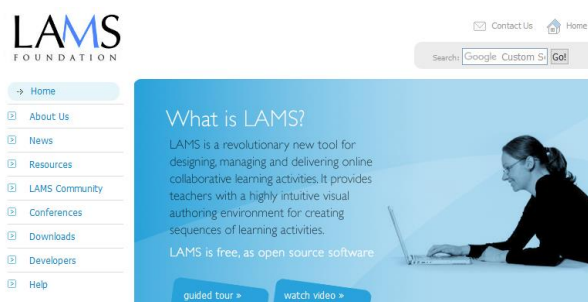 LAMS
FOUNDATION
Contact Us
Home
Search: Google Custom Se Go!
Home
About Us
News
Resources
LAMS Community
Conferences
Downloads
Developers
Help
What is LAMS?
LAMS is a revolutionary new tool for
designing, managing and delivering online
collaborative learning activities. It provides
teachers with a highly intuitive visual
authoring environment for creating
sequences of learning activities.
LAMS is free, as open source software
guided tour »
watch video »